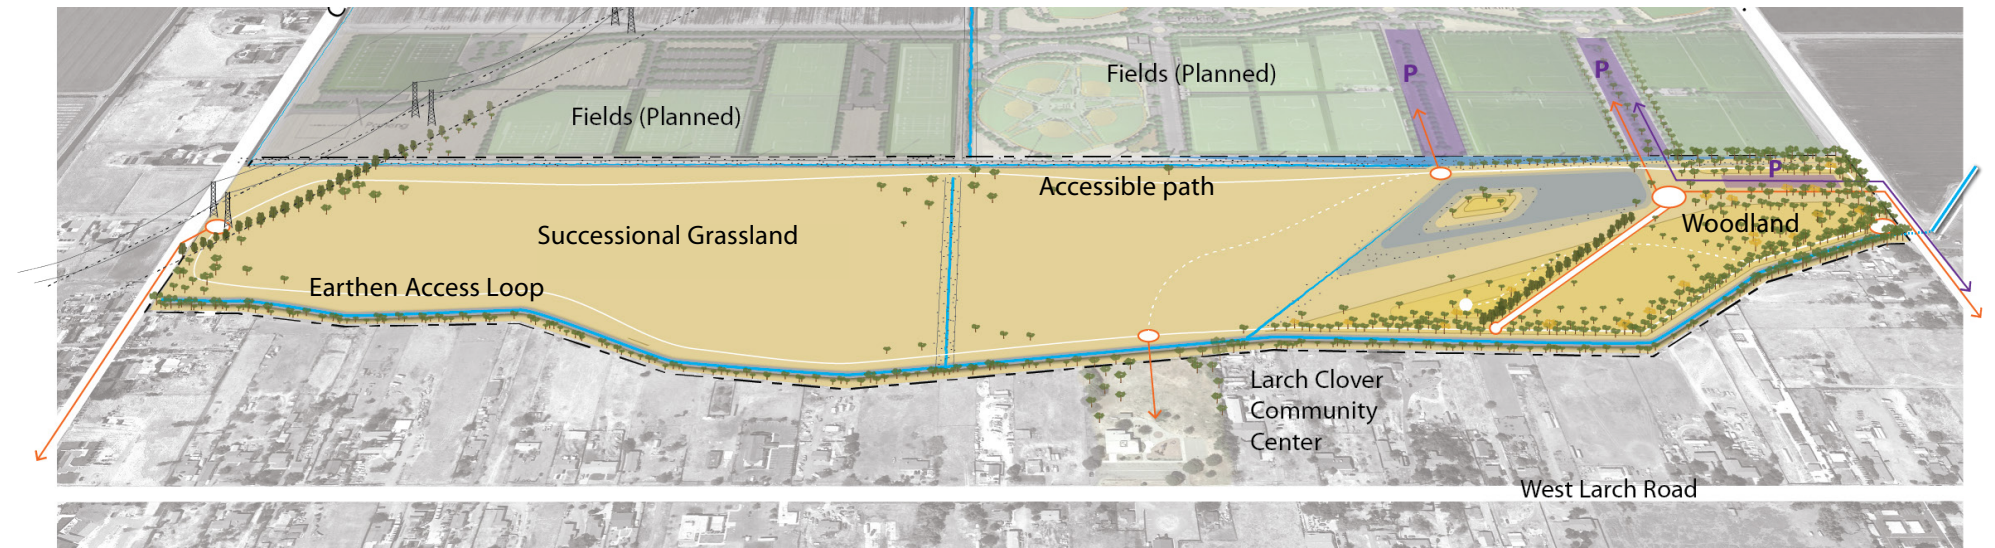 Fields (Planned)
P
P
Fields (Planned)
P
Accessible path
Woodland
Successional Grassland
Earthen Access Loop
Larch Clover
Community
Center
West Larch Road